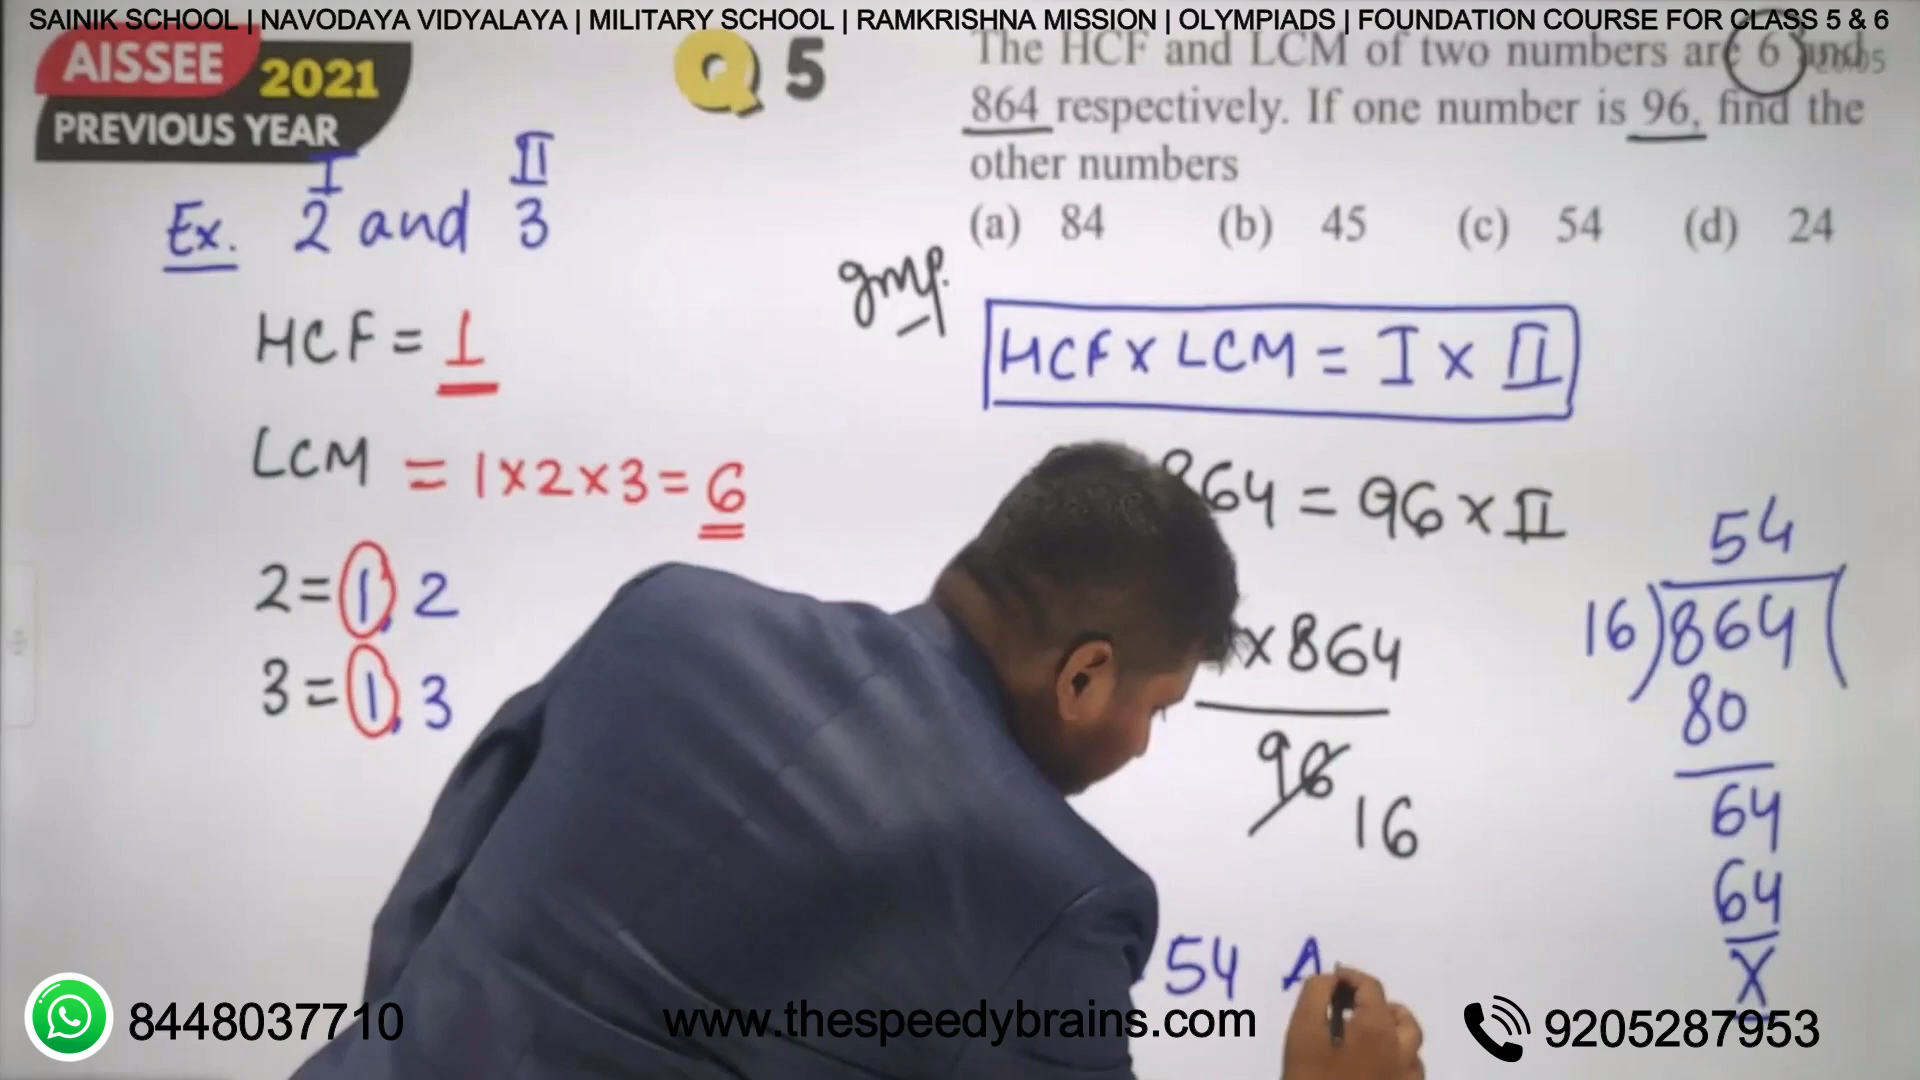 SAINIK SCHOOL | NAVODAYA VIDYALAYA | MILITARY SCHOOL | RAMKRISHNA MISSION | OLYMPIADS | FOUNDATION COURSE FOR CLASS 5 & 6
AISSEE 2021
PREVIOUS YEAR
Q 5
The HCF and LCM of two numbers are 6 and
864 respectively. If one number is 96, find the
other numbers
(a) 84 (b) 45 (c) 54 (d) 24
I II
Ex. 2 and 3
HCF = 1
LCM = 1×2×3 = 6
2 = 1, 2
3 = 1, 3
Imp.
HCF × LCM = I × II
864 = 96 × II
× 864
96
16
54 A
54
16)864(
80
64
64
X
8448037710
www.thespeedybrains.com
9205287953